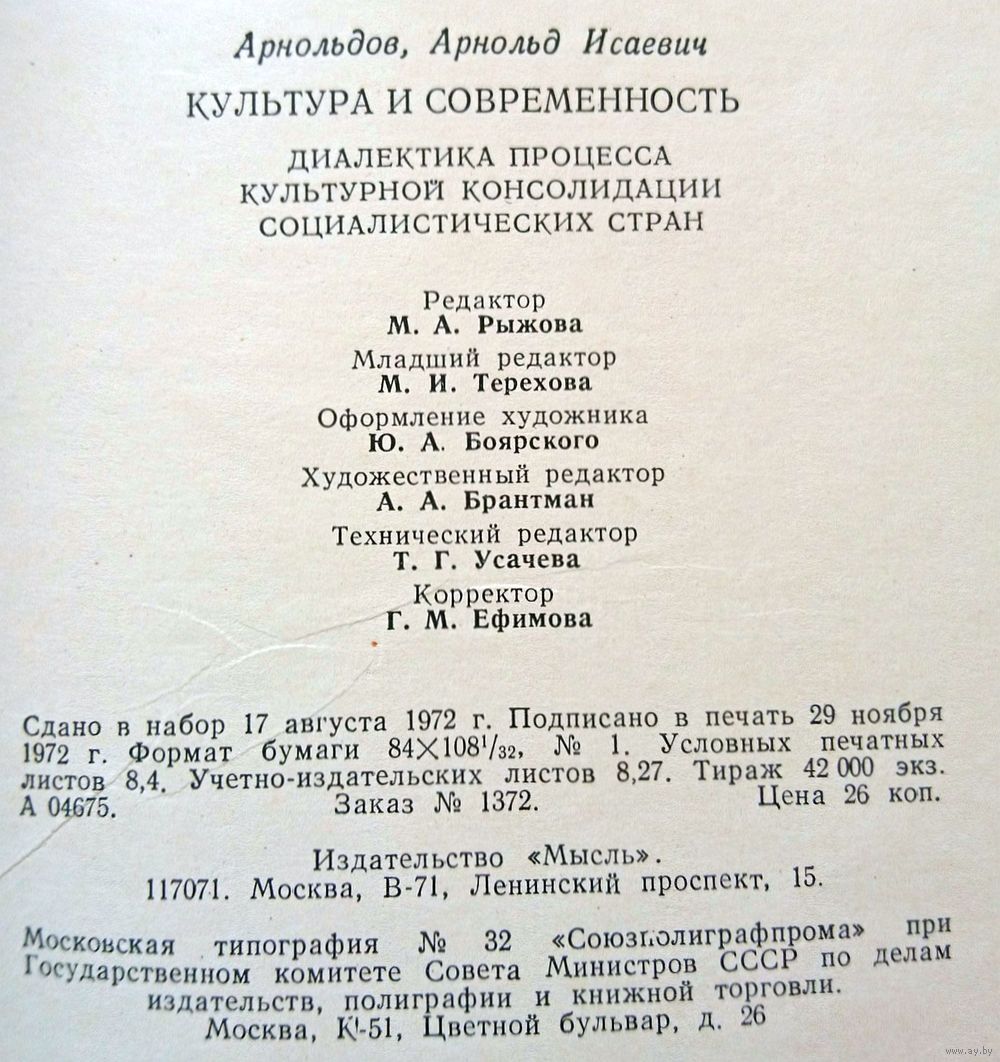 Арнольдов, Арнольд Исаевич
КУЛЬТУРА И СОВРЕМЕННОСТЬ
ДИАЛЕКТИКА ПРОЦЕССА
КУЛЬТУРНОЙ КОНСОЛИДАЦИИ
СОЦИАЛИСТИЧЕСКИХ СТРАН
Редактор
М. А. Рыжова
Младший редактор
М. И. Терехова
Оформление художника
Ю. А. Боярского
Художественный редактор
А. А. Брантман
Технический редактор
Т. Г. Усачева
Корректор
Г. М. Ефимова
Сдано в набор 17 августа 1972 г. Подписано в печать 29 ноября
1972 г. Формат бумаги 84×108¹/₃₂, № 1. Условных печатных
листов 8,4. Учетно-издательских листов 8,27. Тираж 42 000 экз.
А 04675. Заказ № 1372. Цена 26 коп.
Издательство «Мысль».
117071. Москва, В-71, Ленинский проспект, 15.
Московская типография № 32 «Союзполиграфпрома» при
Государственном комитете Совета Министров СССР по делам
издательств, полиграфии и книжной торговли.
Москва, К-51, Цветной бульвар, д. 26
www.ay.by